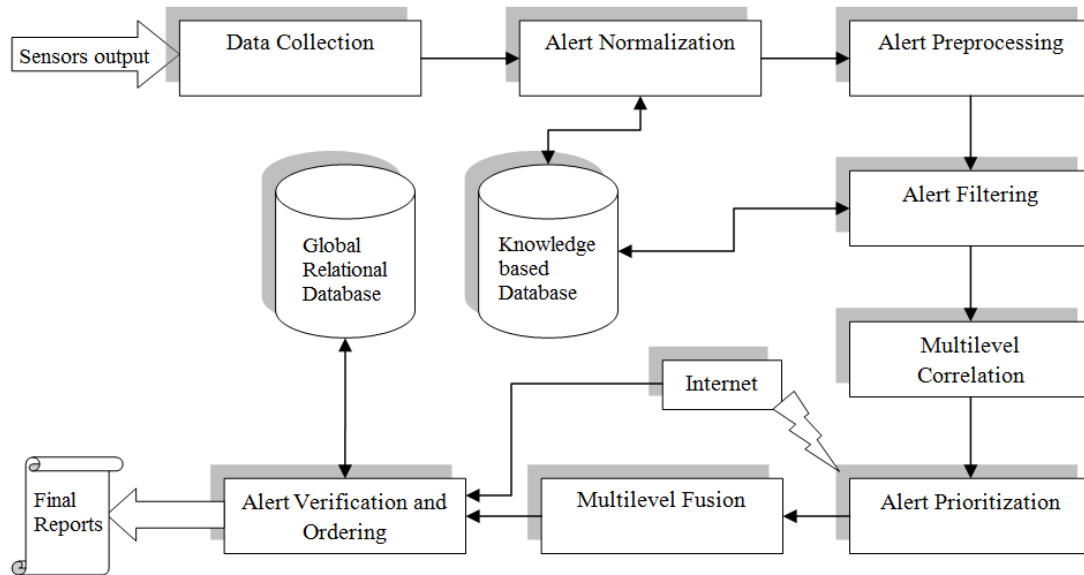 Sensors output
Data Collection
Alert Normalization
Alert Preprocessing
Global
Relational
Database
Knowledge
based
Database
Alert Filtering
Multilevel
Correlation
Internet
Final
Reports
Alert Verification and
Ordering
Multilevel Fusion
Alert Prioritization